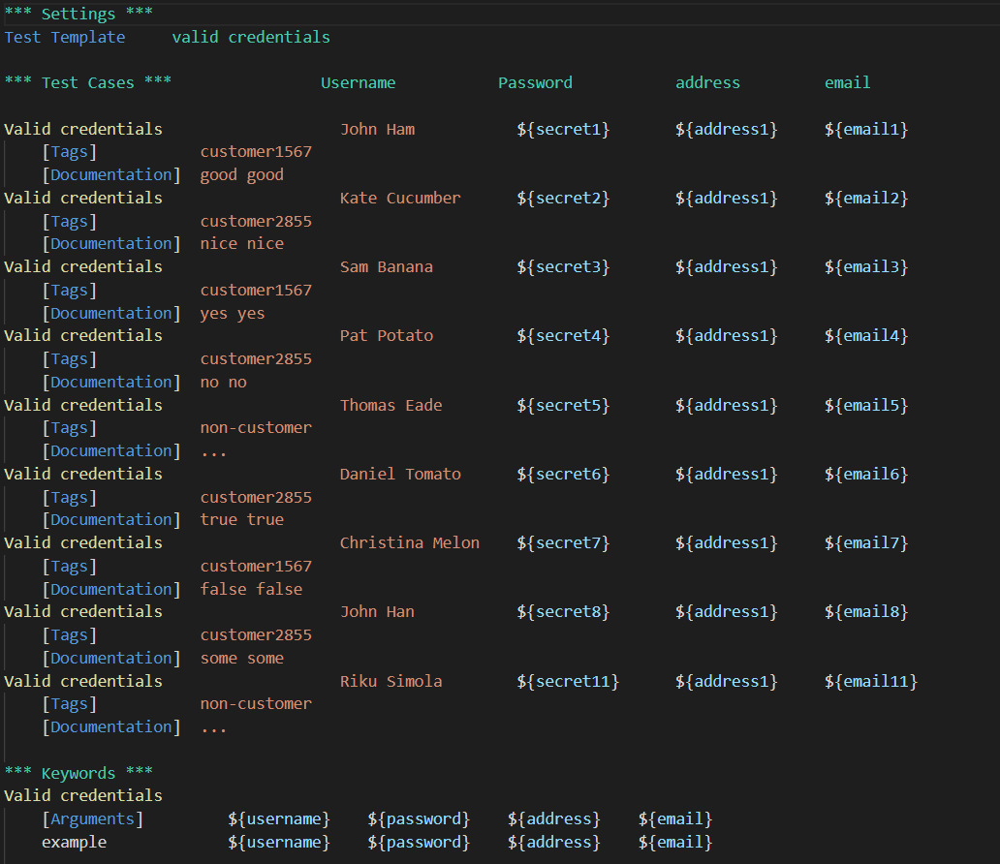 *** Settings ***
Test Template     valid credentials
*** Test Cases ***                Username           Password           address         email
Valid credentials                   John Ham           ${secret1}       ${address1}     ${email1}
    [Tags]           customer1567
    [Documentation]  good good
Valid credentials                   Kate Cucumber      ${secret2}       ${address1}     ${email2}
    [Tags]           customer2855
    [Documentation]  nice nice
Valid credentials                   Sam Banana         ${secret3}       ${address1}     ${email3}
    [Tags]           customer1567
    [Documentation]  yes yes
Valid credentials                   Pat Potato         ${secret4}       ${address1}     ${email4}
    [Tags]           customer2855
    [Documentation]  no no
Valid credentials                   Thomas Eade        ${secret5}       ${address1}     ${email5}
    [Tags]           non-customer
    [Documentation]  ...
Valid credentials                   Daniel Tomato      ${secret6}       ${address1}     ${email6}
    [Tags]           customer2855
    [Documentation]  true true
Valid credentials                   Christina Melon    ${secret7}       ${address1}     ${email7}
    [Tags]           customer1567
    [Documentation]  false false
Valid credentials                   John Han           ${secret8}       ${address1}     ${email8}
    [Tags]           customer2855
    [Documentation]  some some
Valid credentials                   Riku Simola        ${secret11}      ${address1}     ${email11}
    [Tags]           non-customer
    [Documentation]  ...
*** Keywords ***
Valid credentials
    [Arguments]         ${username}    ${password}    ${address}    ${email}
    example             ${username}    ${password}    ${address}    ${email}